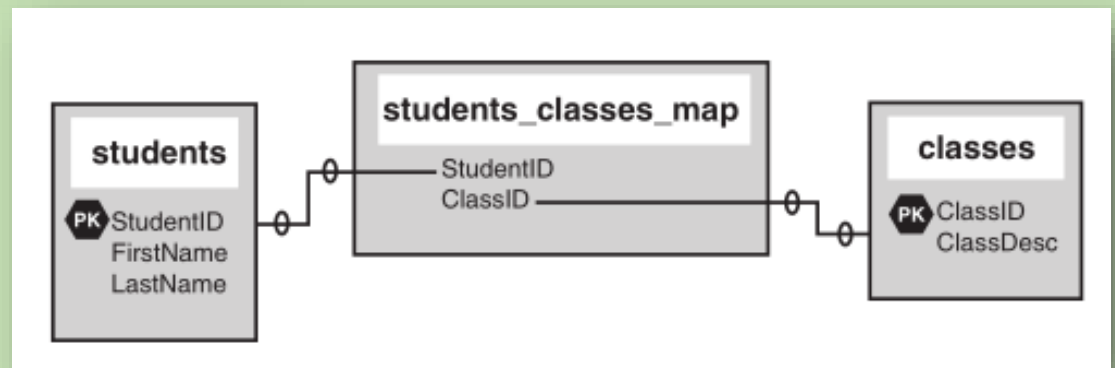 students
PK StudentID
FirstName
LastName
students_classes_map
StudentID
ClassID
classes
PK ClassID
ClassDesc